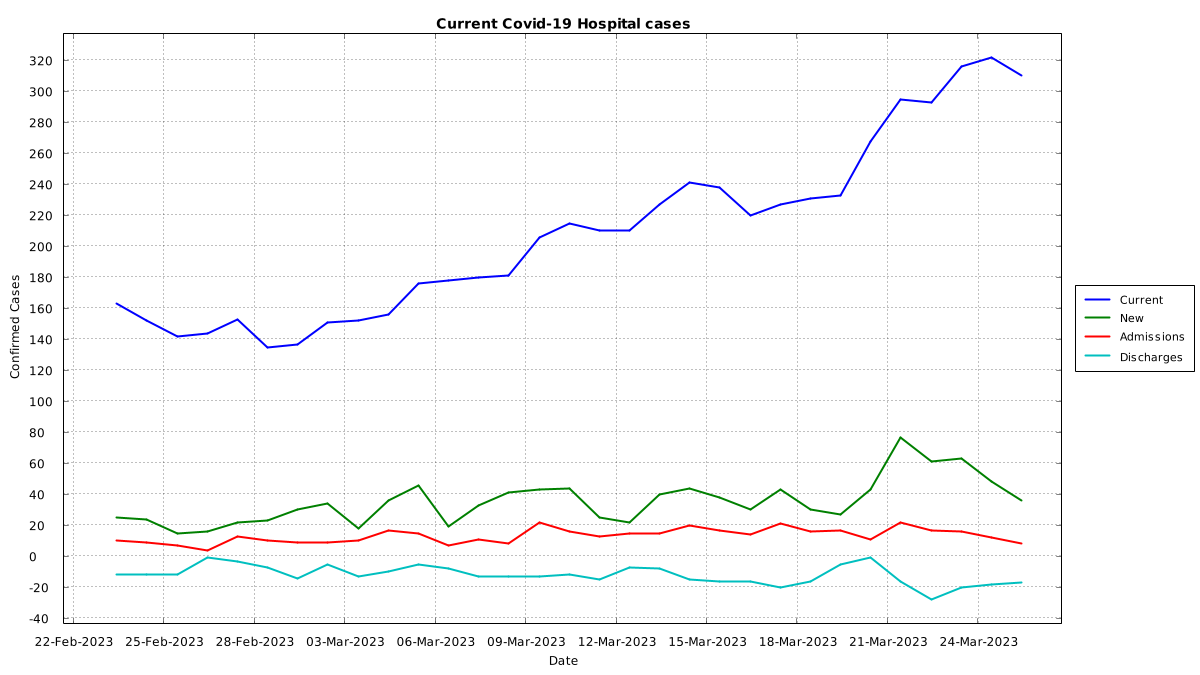 Current Covid-19 Hospital cases
320
300
280
260
240
220
200
180
160
140
120
100
80
60
40
20
0
-20
-40
Confirmed Cases
22-Feb-2023 25-Feb-2023 28-Feb-2023 03-Mar-2023 06-Mar-2023 09-Mar-2023 12-Mar-2023 15-Mar-2023 18-Mar-2023 21-Mar-2023 24-Mar-2023
Date
Current
New
Admissions
Discharges